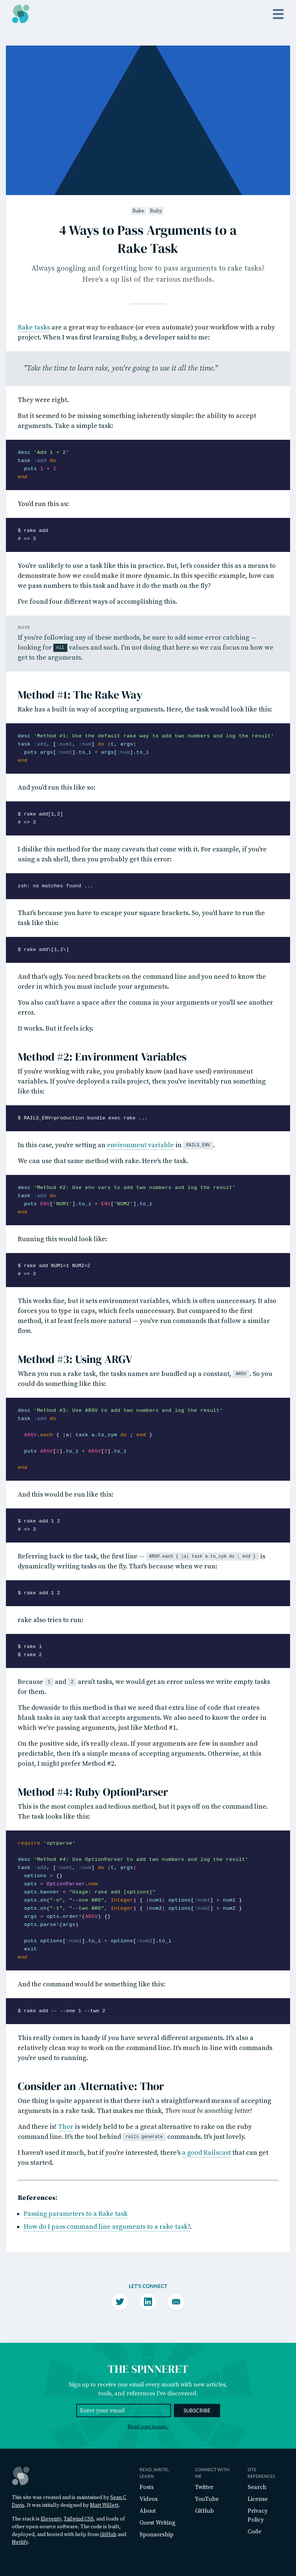 Rake Ruby
4 Ways to Pass Arguments to a
Rake Task
Always googling and forgetting how to pass arguments to rake tasks?
Here's a up list of the various methods.
Rake tasks are a great way to enhance (or even automate) your workflow with a ruby
project. When I was first learning Ruby, a developer said to me:
"Take the time to learn rake, you're going to use it all the time."
They were right.
But it seemed to be missing something inherently simple: the ability to accept
arguments. Take a simple task:
desc 'Add 1 + 2'
task :add do
puts 1 + 2
end
You'd run this as:
$ rake add
# => 3
You're unlikely to use a task like this in practice. But, let's consider this as a means to
demonstrate how we could make it more dynamic. In this specific example, how can
we pass numbers to this task and have it do the math on the fly?
I've found four different ways of accomplishing this.
NOTE
If you're following any of these methods, be sure to add some error catching —
looking for nil values and such. I'm not doing that here so we can focus on how we
get to the arguments.
Method #1: The Rake Way
Rake has a built-in way of accepting arguments. Here, the task would look like this:
desc 'Method #1: Use the default rake way to add two numbers and log the result'
task :add, [:num1, :num] do |t, args|
puts args[:num1].to_i + args[:num].to_i
end
And you'd run this like so:
$ rake add[1,2]
# => 3
I dislike this method for the many caveats that come with it. For example, if you're
using a zsh shell, then you probably get this error:
zsh: no matches found ...
That's because you have to escape your square brackets. So, you'd have to run the
task like this:
$ rake add\[1,2\]
And that's ugly. You need brackets on the command line and you need to know the
order in which you must include your arguments.
You also can't have a space after the comma in your arguments or you'll see another
error.
It works. But it feels icky.
Method #2: Environment Variables
If you're working with rake, you probably know (and have used) environment
variables. If you've deployed a rails project, then you've inevitably run something
like this:
$ RAILS_ENV=production bundle exec rake ...
In this case, you're setting an environment variable in RAILS_ENV.
We can use that same method with rake. Here's the task.
desc 'Method #2: Use env vars to add two numbers and log the result'
task :add do
puts ENV['NUM1'].to_i + ENV['NUM2'].to_i
end
Running this would look like:
$ rake add NUM1=1 NUM2=2
# => 3
This works fine, but it sets environment variables, which is often unnecessary. It also
forces you to type in caps, which feels unnecessary. But compared to the first
method, it at least feels more natural — you've run commands that follow a similar
flow.
Method #3: Using ARGV
When you run a rake task, the tasks names are bundled up a constant, ARGV. So you
could do something like this:
desc 'Method #3: Use ARGV to add two numbers and log the result'
task :add do
ARGV.each { |a| task a.to_sym do ; end }
puts ARGV[1].to_i + ARGV[2].to_i
end
And this would be run like this:
$ rake add 1 2
# => 3
Referring back to the task, the first line — ARGV.each { |a| task a.to_sym do ; end } is
dynamically writing tasks on the fly. That's because when we run:
$ rake add 1 2
rake also tries to run:
$ rake 1
$ rake 2
Because 1 and 2 aren't tasks, we would get an error unless we write empty tasks
for them.
The downside to this method is that we need that extra line of code that creates
blank tasks in any task that accepts arguments. We also need to know the order in
which we're passing arguments, just like Method #1.
On the positive side, it's really clean. If your arguments are few in number and
predictable, then it's a simple means of accepting arguments. Otherwise, at this
point, I might prefer Method #2.
Method #4: Ruby OptionParser
This is the most complex and tedious method, but it pays off on the command line.
The task looks like this:
require 'optparse'
desc 'Method #4: Use OptionParser to add two numbers and log the result'
task :add, [:num1, :num] do |t, args|
options = {}
opts = OptionParser.new
opts.banner = "Usage: rake add [options]"
opts.on("-o", "--one ARG", Integer) { |num1| options[:num1] = num1 }
opts.on("-t", "--two ARG", Integer) { |num2| options[:num2] = num2 }
args = opts.order!(ARGV) {}
opts.parse!(args)
puts options[:num1].to_i + options[:num2].to_i
exit
end
And the command would be something like this:
$ rake add -- --one 1 --two 2
This really comes in handy if you have several different arguments. It's also a
relatively clean way to work on the command line. It's much more in-line with what
you're used to running.
Consider an Alternative: Thor
One thing is quite apparent is that there isn't a straightforward means of accepting
arguments in a rake task. That makes me think, There must be something better!
And there is! Thor is widely held to be a great alternative to rake on the ruby
command line. It's the tool behind rails generate commands. It's just lovely.
I haven't used it much, but if you're interested, there's a good Railscast that can get
you started.
References:
Passing parameters to a Rake task
How do I pass command line arguments to a rake task?.
LET'S CONNECT
THE SPINNERET
Sign up to receive one email every month with new articles,
tools, and references I've discovered.
Enter your email SUBSCRIBE
Read past issues.
This site was created and is maintained by Sean C
Davis. It was initially designed by Matt Willett.
The stack is Eleventy, Tailwind CSS, and loads of
other open-source software. The code is built,
deployed, and hosted with help from GitHub and
Netlify.
READ, WRITE,
LEARN
Posts
Videos
About
Guest Writing
Sponsorship
CONNECT WITH
ME
Twitter
YouTube
GitHub
SITE
REFERENCES
Search
License
Privacy
Policy
Code